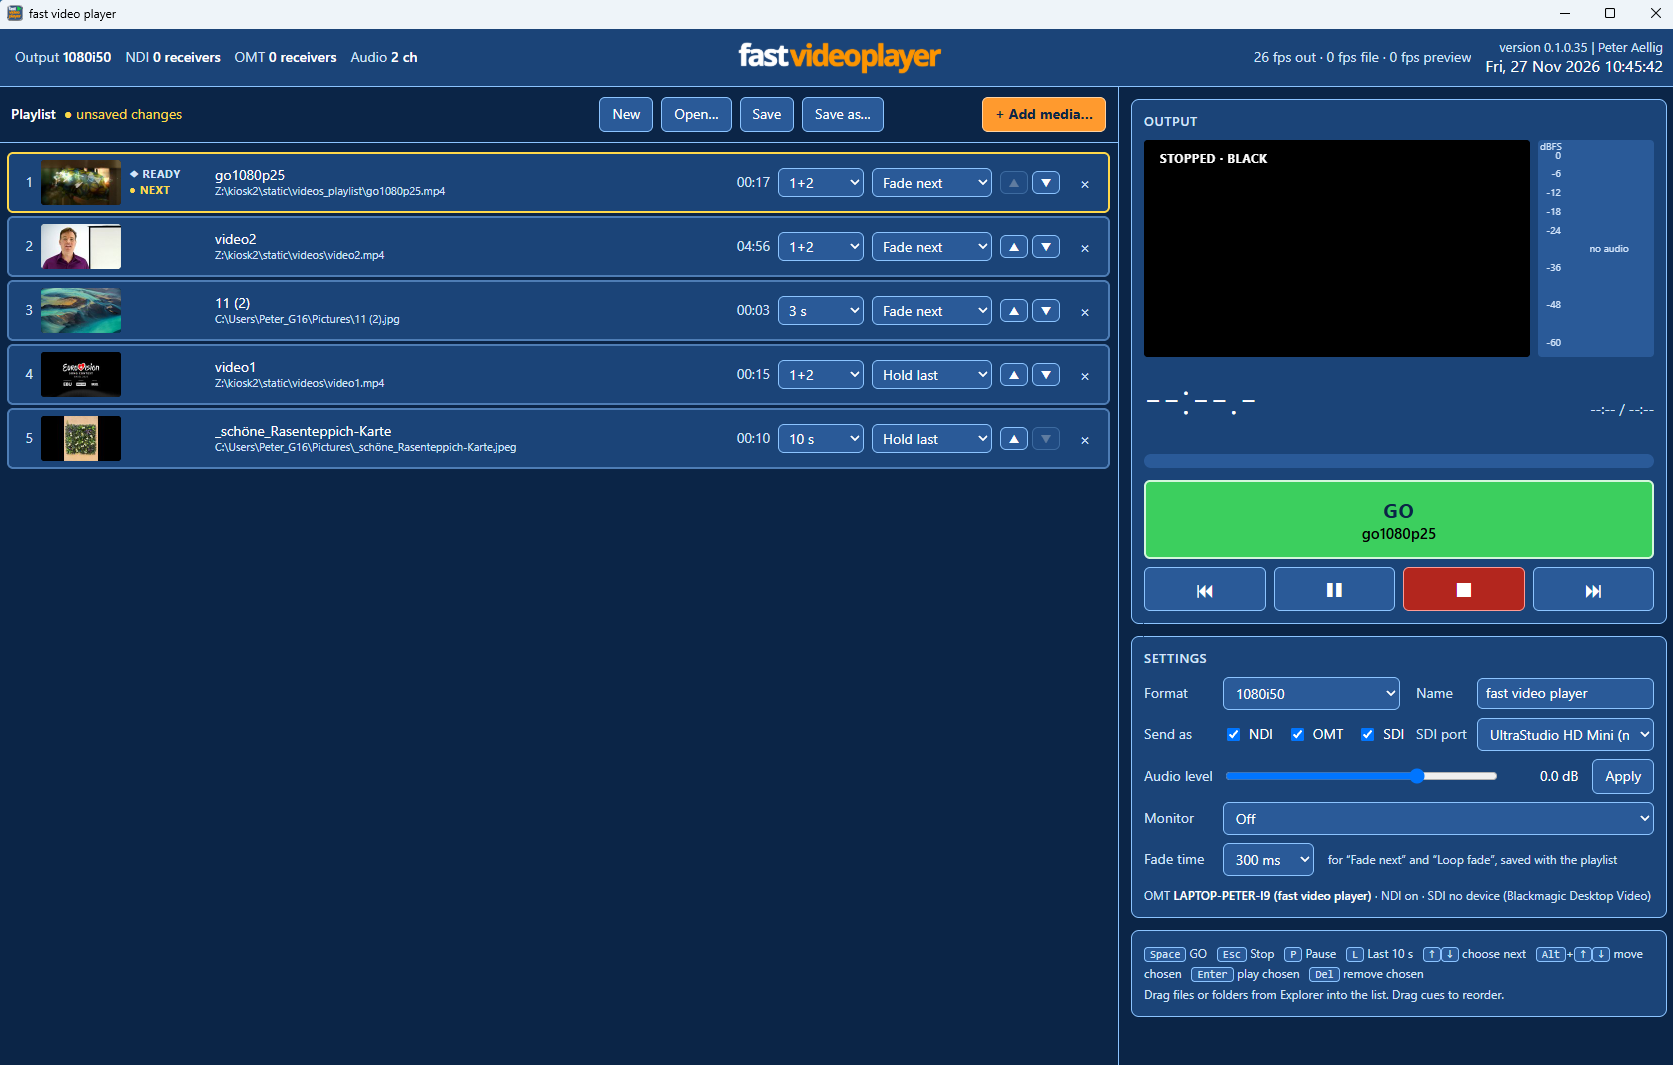 fast video player
Output 1080i50 NDI 0 receivers OMT 0 receivers Audio 2 ch
fastvideoplayer
26 fps out · 0 fps file · 0 fps preview
version 0.1.0.35 | Peter Aellig
Fri, 27 Nov 2026 10:45:42
Playlist ● unsaved changes
New Open... Save Save as... + Add media...
1 ◆ READY ● NEXT
go1080p25
Z:\kiosk2\static\videos_playlist\go1080p25.mp4
00:17 1+2 Fade next ▲ ▼ ×
2
video2
Z:\kiosk2\static\videos\video2.mp4
04:56 1+2 Fade next ▲ ▼ ×
3
11 (2)
C:\Users\Peter_G16\Pictures\11 (2).jpg
00:03 3 s Fade next ▲ ▼ ×
4
EUROVISION
video1
Z:\kiosk2\static\videos\video1.mp4
00:15 1+2 Hold last ▲ ▼ ×
5
_schöne_Rasenteppich-Karte
C:\Users\Peter_G16\Pictures\_schöne_Rasenteppich-Karte.jpeg
00:10 10 s Hold last ▲ ▼ ×
OUTPUT
STOPPED · BLACK
dBFS
0
-6
-12
-18
-24
no audio
-36
-48
-60
--:--.-
--:-- / --:--
GO
go1080p25
SETTINGS
Format 1080i50 Name fast video player
Send as NDI OMT SDI SDI port UltraStudio HD Mini (n
Audio level 0.0 dB Apply
Monitor Off
Fade time 300 ms for “Fade next” and “Loop fade”, saved with the playlist
OMT LAPTOP-PETER-I9 (fast video player) · NDI on · SDI no device (Blackmagic Desktop Video)
Space GO Esc Stop P Pause L Last 10 s ↑ ↓ choose next Alt+↑ ↓ move
chosen Enter play chosen Del remove chosen
Drag files or folders from Explorer into the list. Drag cues to reorder.